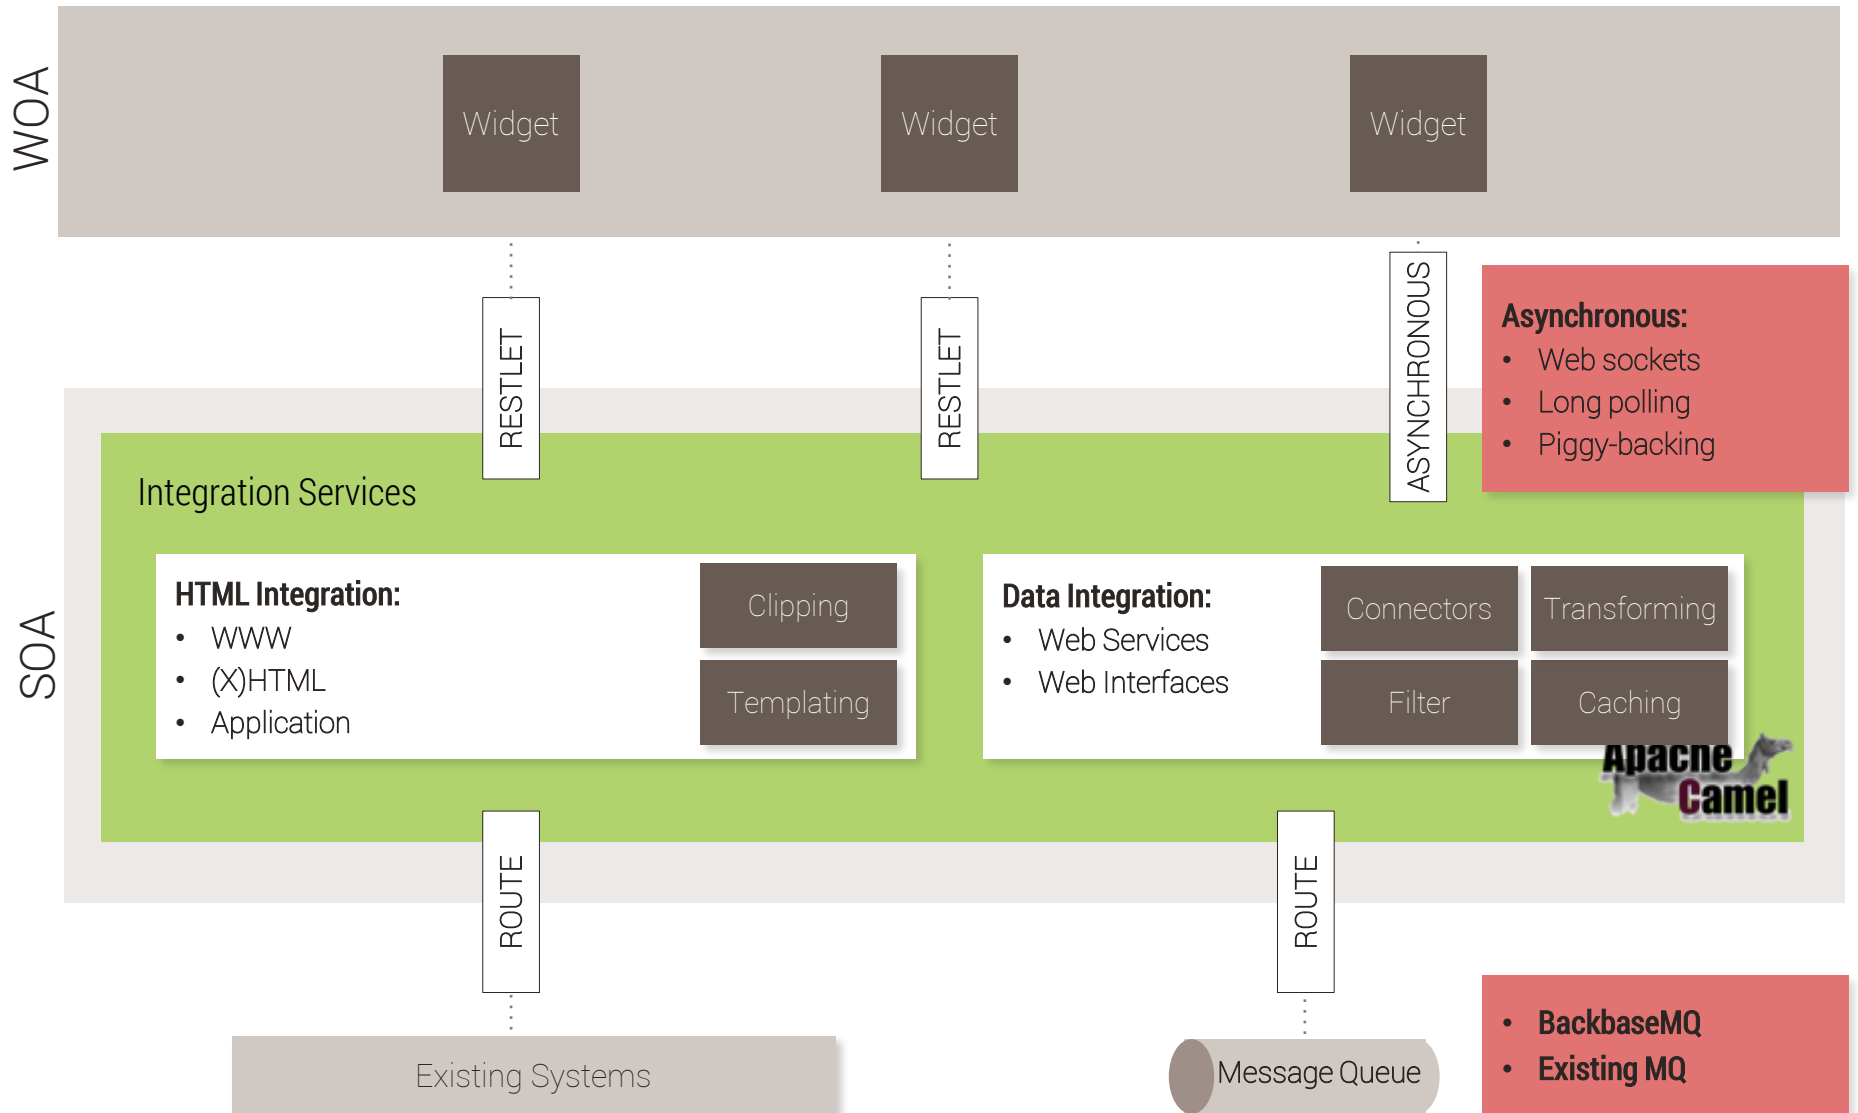 WOA
Widget
Widget
Widget
RESTLET
RESTLET
ASYNCHRONOUS
Asynchronous:
• Web sockets
• Long polling
• Piggy-backing
SOA
Integration Services
HTML Integration:
• WWW
• (X)HTML
• Application
Clipping
Templating
Data Integration:
• Web Services
• Web Interfaces
Connectors
Transforming
Filter
Caching
Apache
Camel
ROUTE
ROUTE
Existing Systems
Message Queue
• BackbaseMQ
• Existing MQ